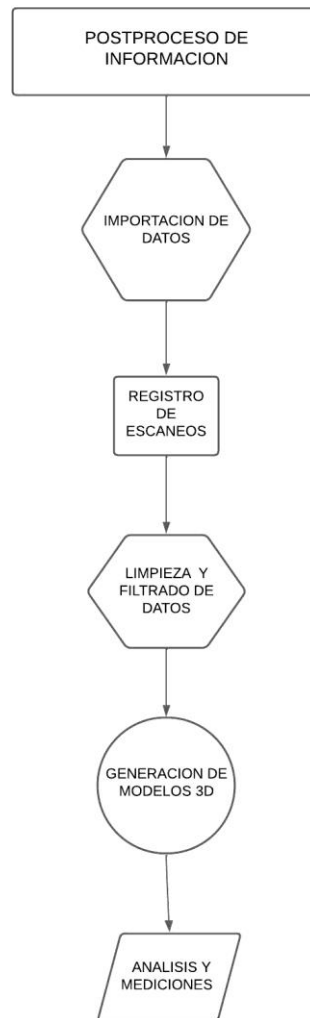 POSTPROCESO DE
INFORMACION
IMPORTACION DE
DATOS
REGISTRO
DE
ESCANEOS
LIMPIEZA Y
FILTRADO DE
DATOS
GENERACION DE
MODELOS 3D
ANALISIS Y
MEDICIONES